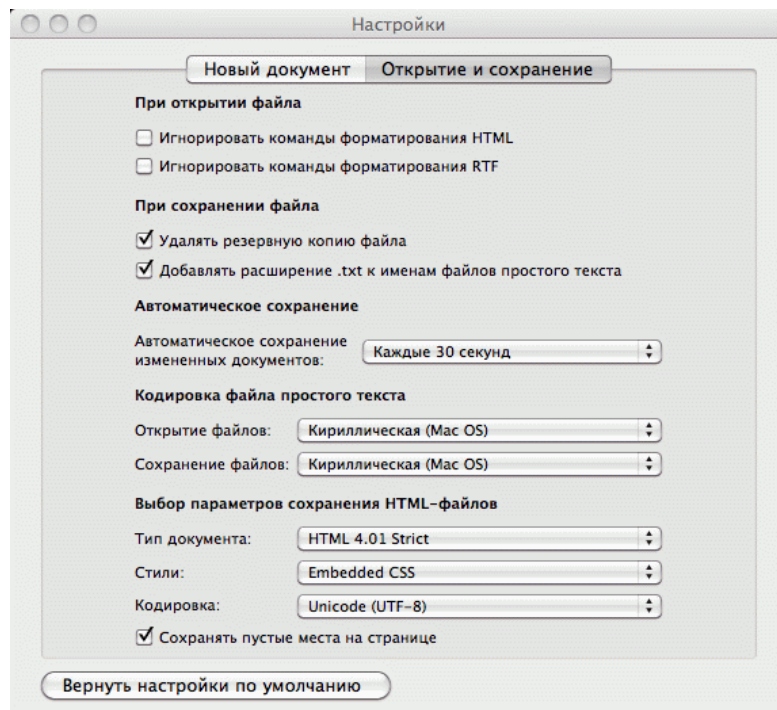 Настройки
Новый документ Открытие и сохранение
При открытии файла
Игнорировать команды форматирования HTML
Игнорировать команды форматирования RTF
При сохранении файла
Удалять резервную копию файла
Добавлять расширение .txt к именам файлов простого текста
Автоматическое сохранение
Автоматическое сохранение
измененных документов: Каждые 30 секунд
Кодировка файла простого текста
Открытие файлов: Кириллическая (Mac OS)
Сохранение файлов: Кириллическая (Mac OS)
Выбор параметров сохранения HTML-файлов
Тип документа: HTML 4.01 Strict
Стили: Embedded CSS
Кодировка: Unicode (UTF-8)
Сохранять пустые места на странице
Вернуть настройки по умолчанию